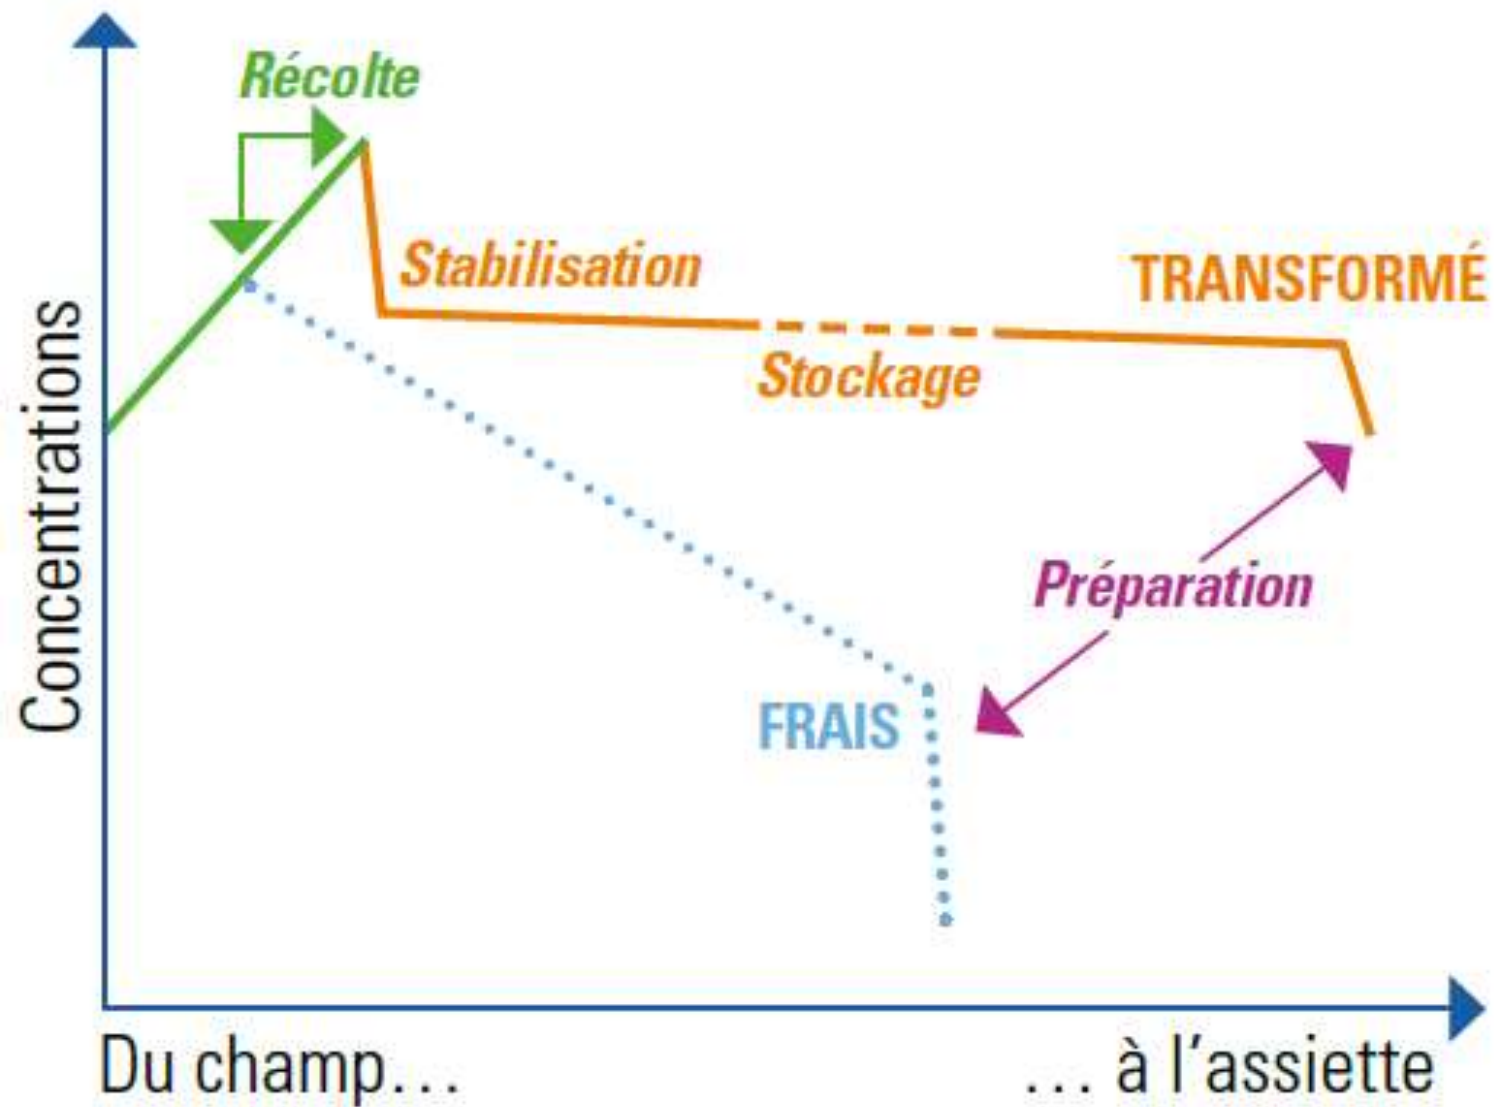 Récolte
Stabilisation
TRANSFORMÉ
Stockage
Concentrations
Préparation
FRAIS
Du champ...
... à l'assiette